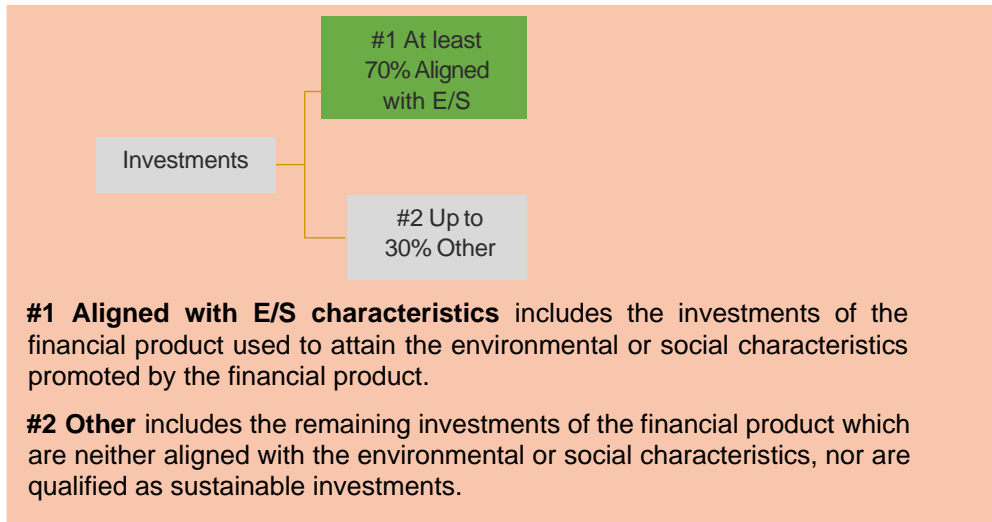 #1 At least
70% Aligned
with E/S
Investments
#2 Up to
30% Other
#1 Aligned with E/S characteristics includes the investments of the
financial product used to attain the environmental or social characteristics
promoted by the financial product.
#2 Other includes the remaining investments of the financial product which
are neither aligned with the environmental or social characteristics, nor are
qualified as sustainable investments.